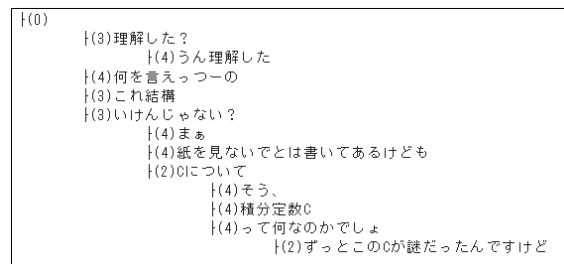 ├(0)
├(3)理解した?
├(4)うん理解した
├(4)何を言えっつーの
├(3)これ結構
├(3)いけんじゃない?
├(4)まぁ
├(4)紙を見ないでとは書いてあるけども
├(2)Cについて
├(4)そう、
├(4)積分定数C
├(4)って何なのかでしょ
├(2)ずっとこのCが謎だったんですけど